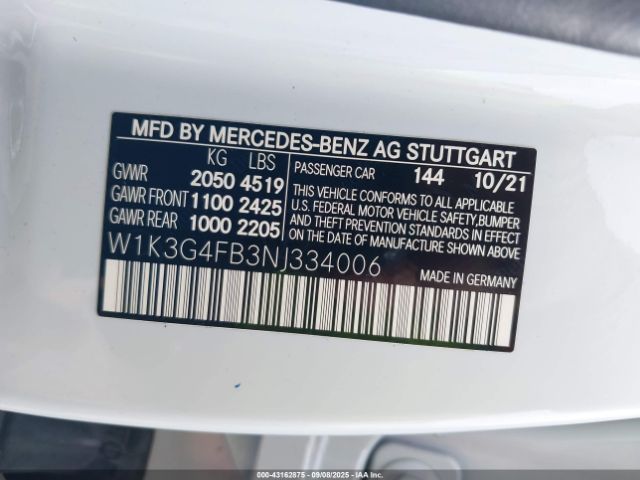 MFD BY MERCEDES-BENZ AG STUTTGART
KG LBS
GVWR 2050 4519
GAWR FRONT 1100 2425
GAWR REAR 1000 2205
PASSENGER CAR 144 10/21
THIS VEHICLE CONFORMS TO ALL APPLICABLE
U.S. FEDERAL MOTOR VEHICLE SAFETY, BUMPER
AND THEFT PREVENTION STANDARDS IN EFFECT
ON THE DATE OF MANUFACTURE SHOWN ABOVE.
W1K3G4FB3NJ334006
MADE IN GERMANY
000-43162875 - 09/08/2025 - IAA, Inc.